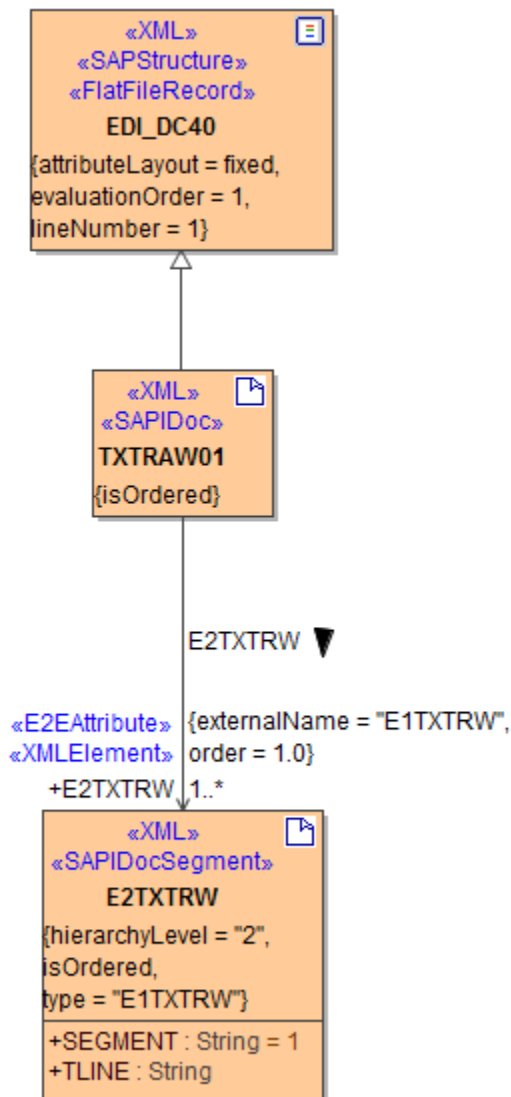 «XML»
«SAPStructure»
«FlatFileRecord»
EDI_DC40
{attributeLayout = fixed,
evaluationOrder = 1,
lineNumber = 1}
«XML»
«SAPIDoc»
TXTRAW01
{isOrdered}
E2TXTRW
«E2EAttribute» {externalName = "E1TXTRW",
«XMLElement» order = 1.0}
+E2TXTRW 1..*
«XML»
«SAPIDocSegment»
E2TXTRW
{hierarchyLevel = "2",
isOrdered,
type = "E1TXTRW"}
+SEGMENT : String = 1
+TLINE : String